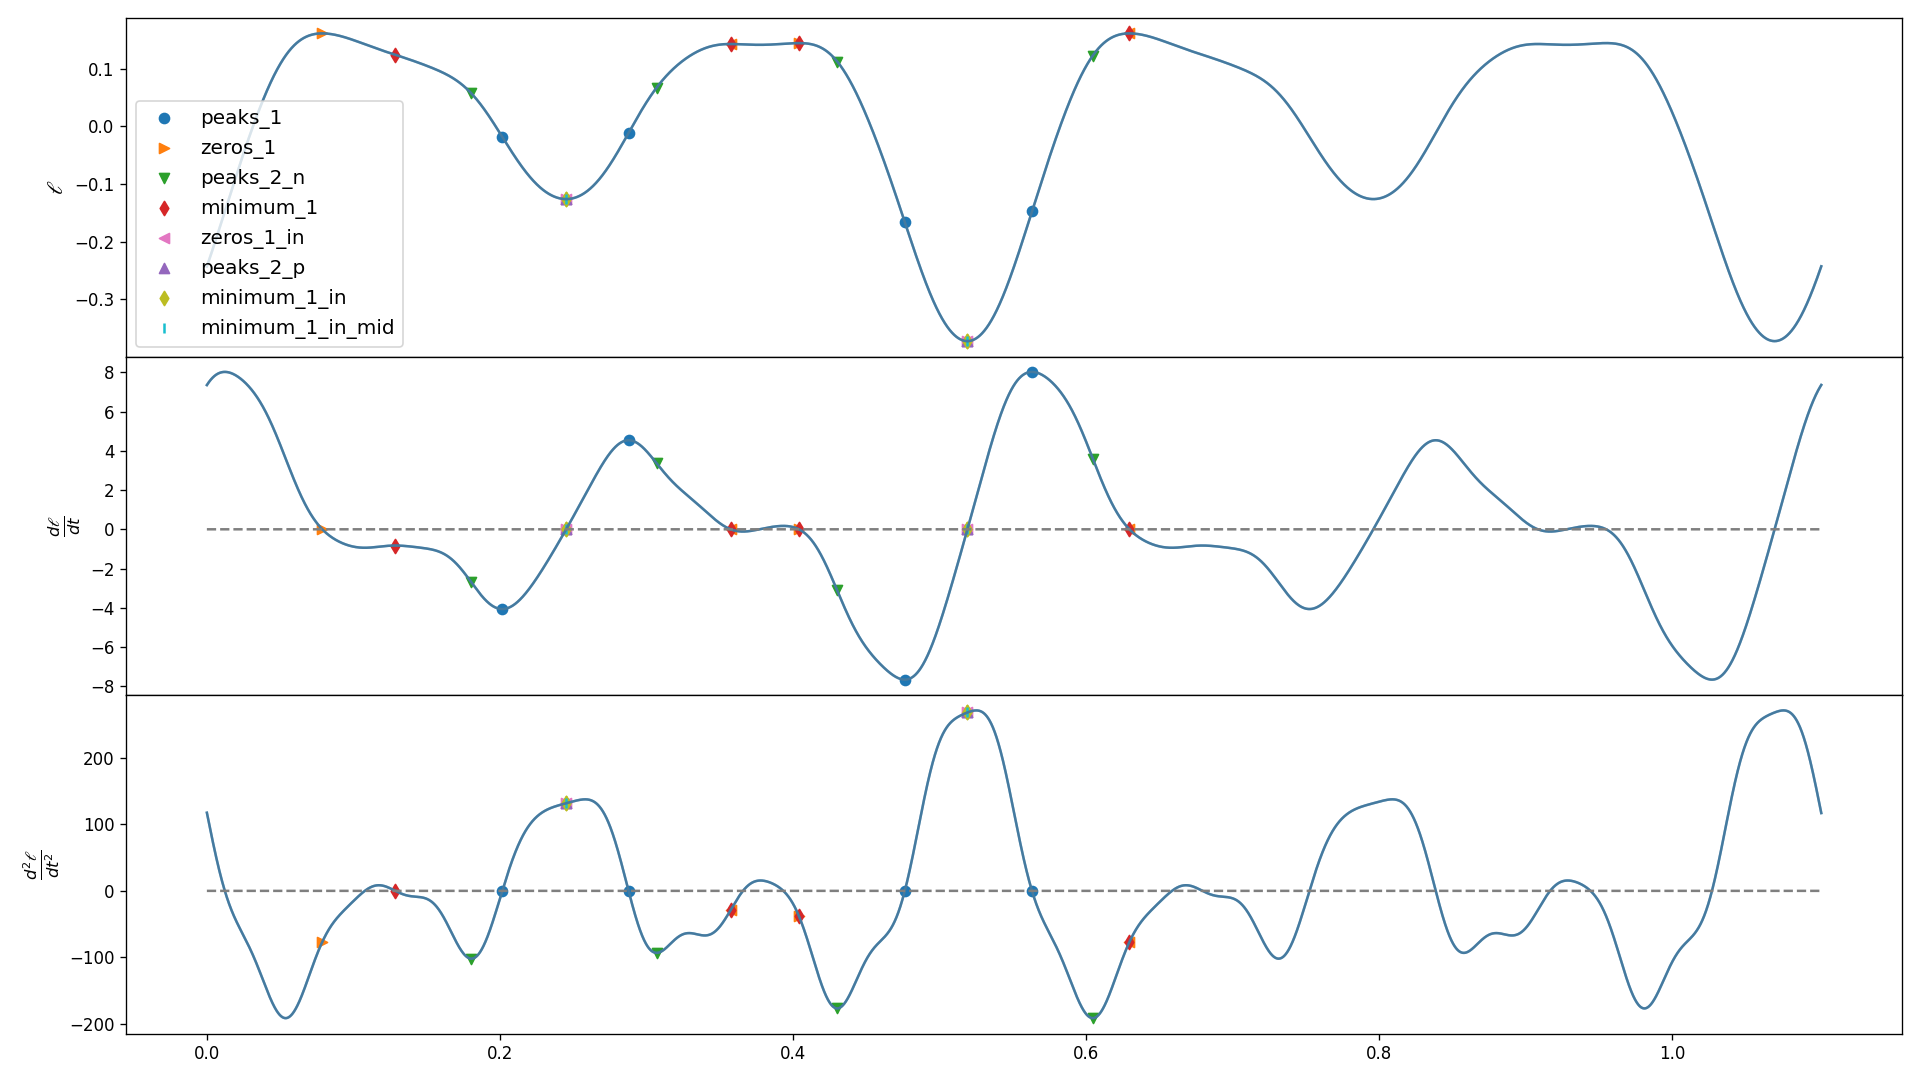 0.1
0.0
−0.1
−0.2
−0.3
ℓ
peaks_1
zeros_1
peaks_2_n
minimum_1
zeros_1_in
peaks_2_p
minimum_1_in
minimum_1_in_mid
8
6
4
2
0
−2
−4
−6
−8
dℓ
dt
200
100
0
−100
−200
d²ℓ
dt²
0.0 0.2 0.4 0.6 0.8 1.0